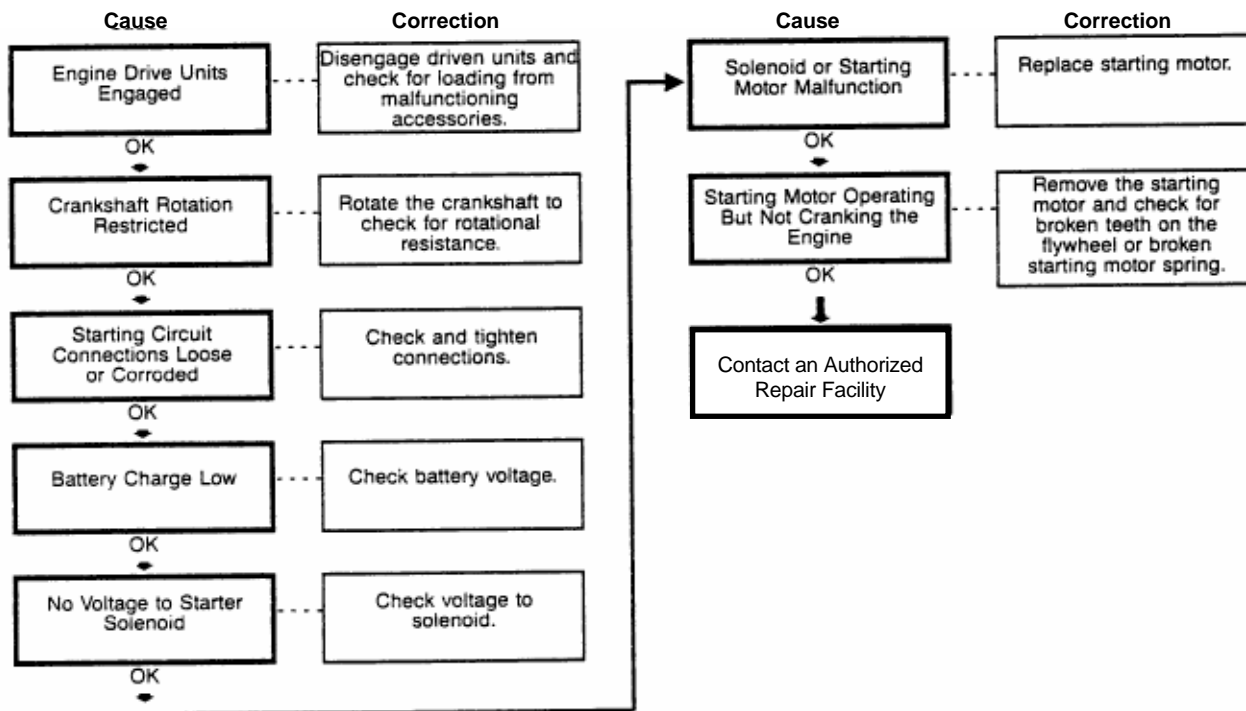 Cause
Correction
Engine Drive Units
Engaged
Disengage driven units and
check for loading from
malfunctioning
accessories.
OK
Crankshaft Rotation
Restricted
Rotate the crankshaft to
check for rotational
resistance.
OK
Starting Circuit
Connections Loose
or Corroded
Check and tighten
connections.
OK
Battery Charge Low
Check battery voltage.
OK
No Voltage to Starter
Solenoid
Check voltage to
solenoid.
OK
Cause
Correction
Solenoid or Starting
Motor Malfunction
Replace starting motor.
OK
Starting Motor Operating
But Not Cranking the
Engine
Remove the starting
motor and check for
broken teeth on the
flywheel or broken
starting motor spring.
OK
Contact an Authorized
Repair Facility